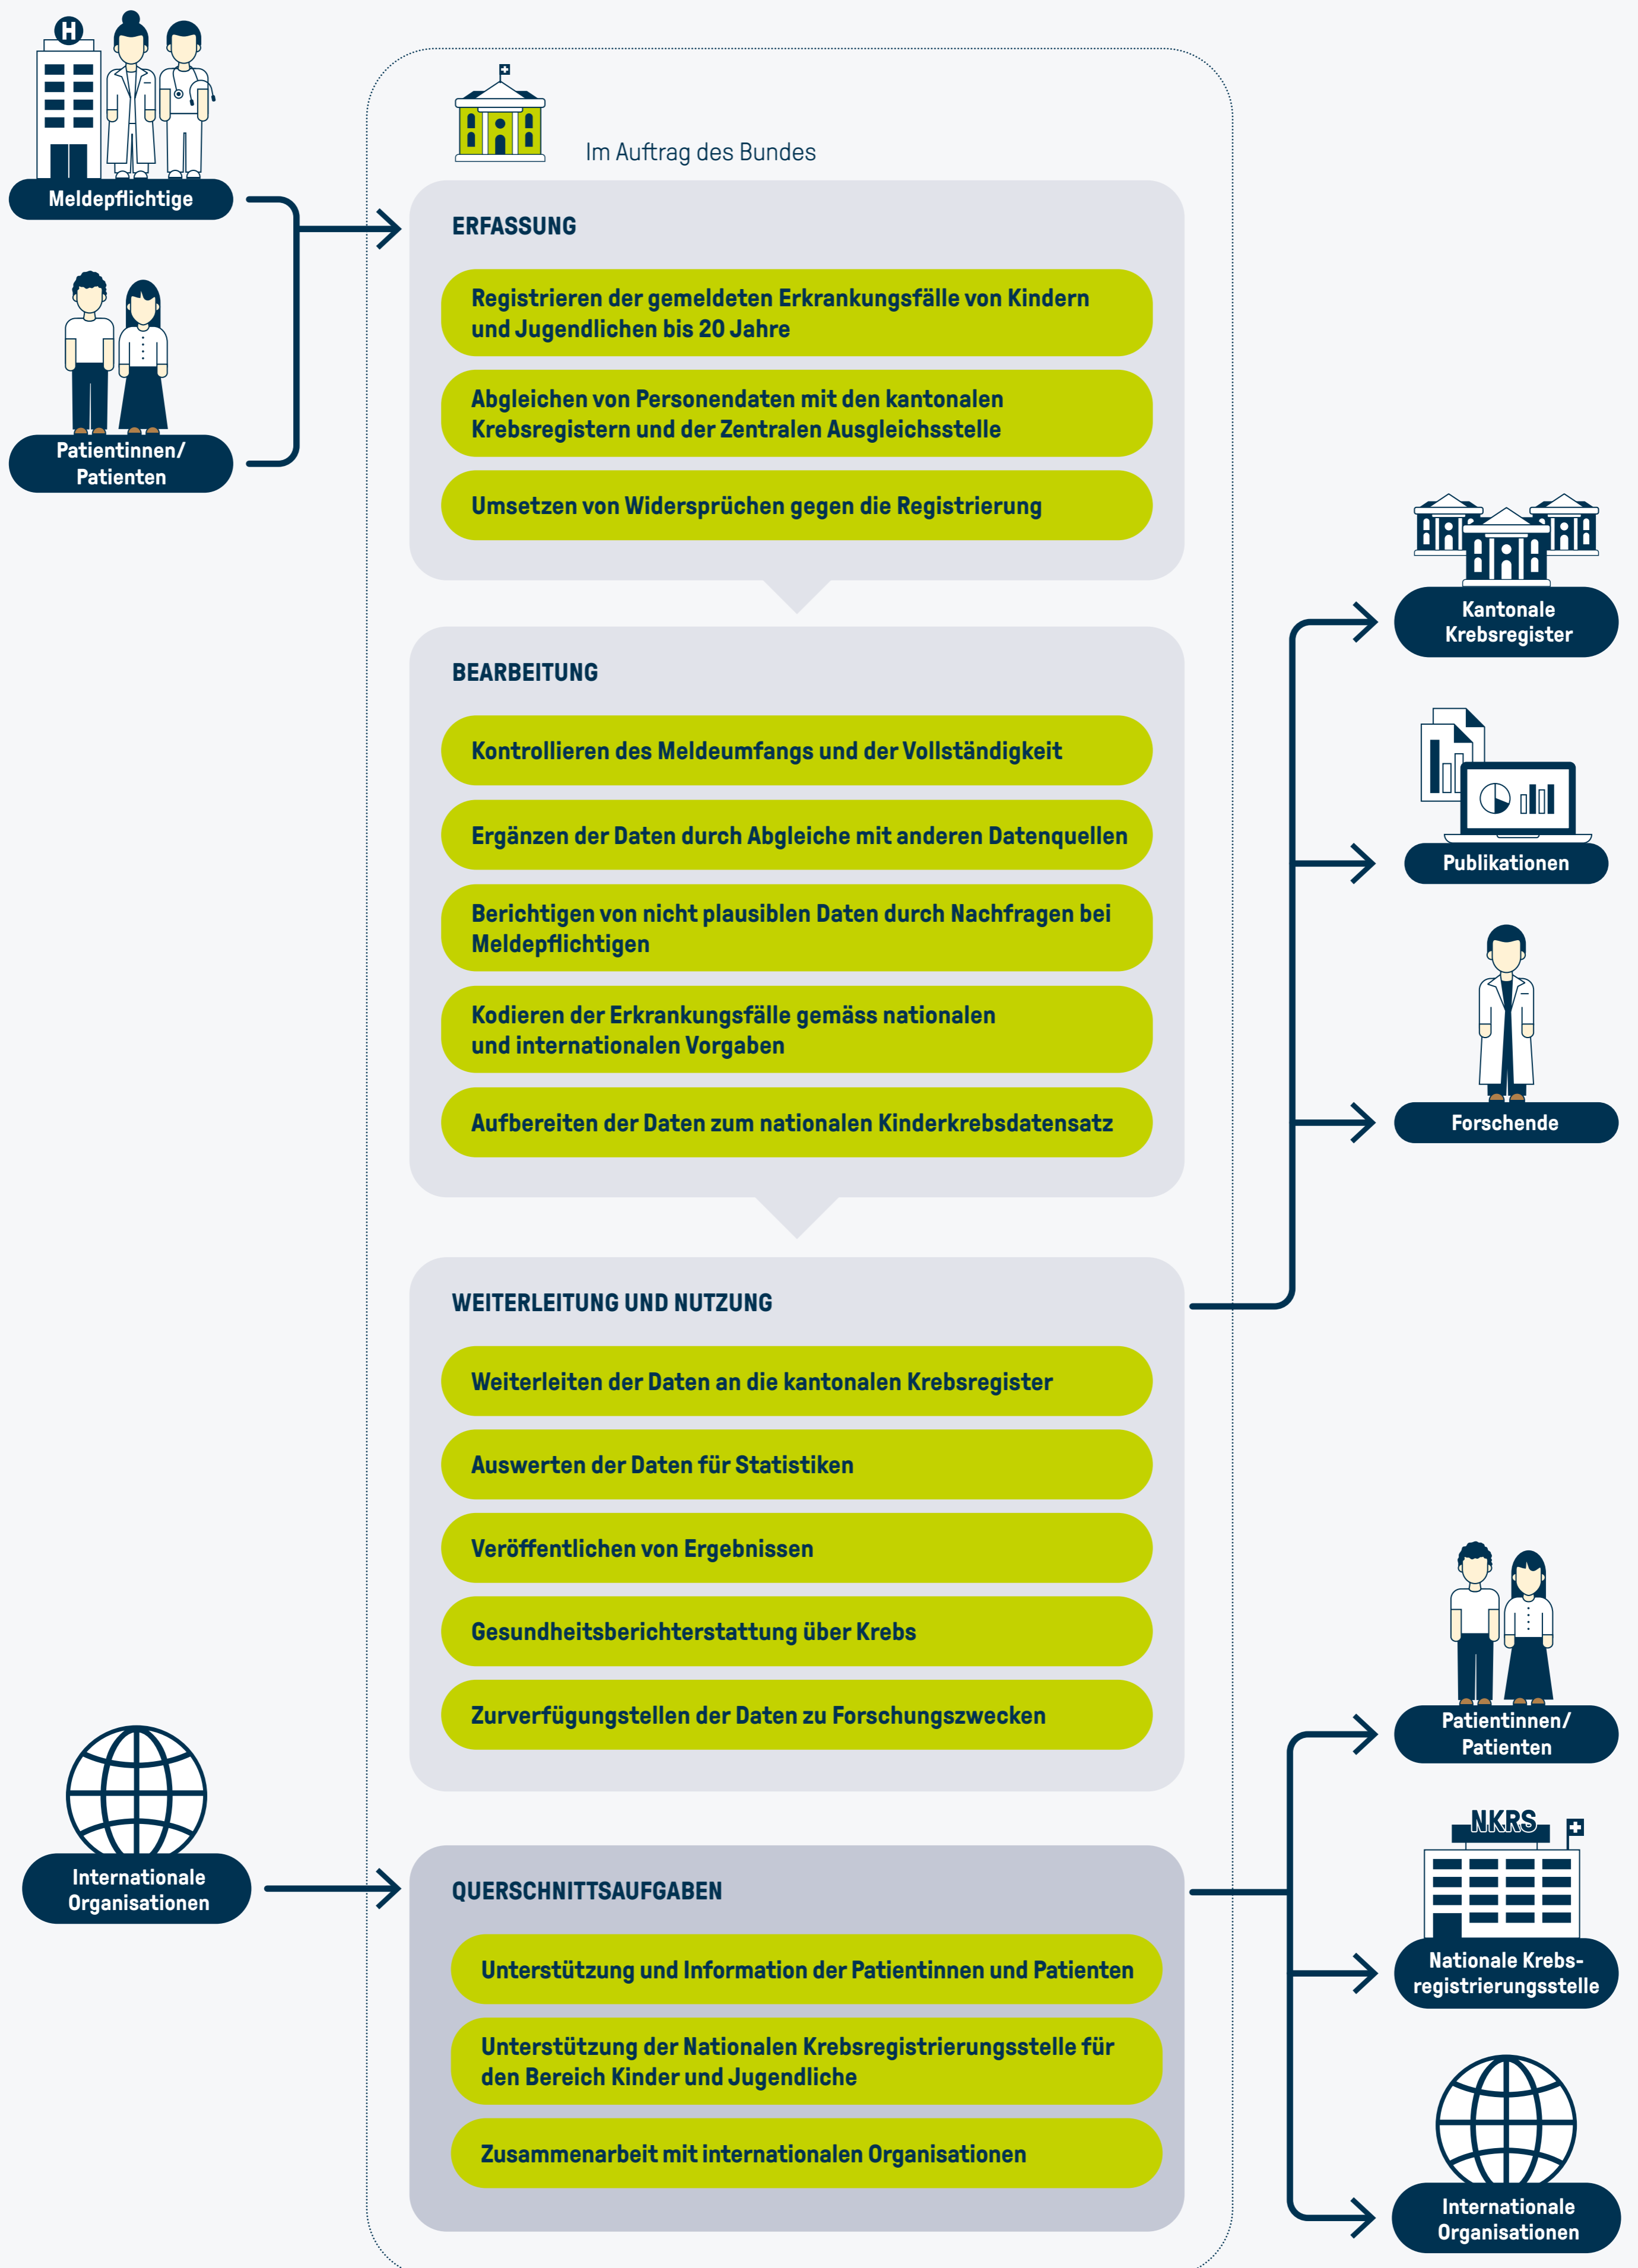 H
Meldepflichtige
Patientinnen/
Patienten
Im Auftrag des Bundes
ERFASSUNG
Registrieren der gemeldeten Erkrankungsfälle von Kindern
und Jugendlichen bis 20 Jahre
Abgleichen von Personendaten mit den kantonalen
Krebsregistern und der Zentralen Ausgleichsstelle
Umsetzen von Widersprüchen gegen die Registrierung
BEARBEITUNG
Kontrollieren des Meldeumfangs und der Vollständigkeit
Ergänzen der Daten durch Abgleiche mit anderen Datenquellen
Berichtigen von nicht plausiblen Daten durch Nachfragen bei
Meldepflichtigen
Kodieren der Erkrankungsfälle gemäss nationalen
und internationalen Vorgaben
Aufbereiten der Daten zum nationalen Kinderkrebsdatensatz
Kantonale
Krebsregister
Publikationen
Forschende
WEITERLEITUNG UND NUTZUNG
Weiterleiten der Daten an die kantonalen Krebsregister
Auswerten der Daten für Statistiken
Veröffentlichen von Ergebnissen
Gesundheitsberichterstattung über Krebs
Zurverfügungstellen der Daten zu Forschungszwecken
Internationale
Organisationen
QUERSCHNITTSAUFGABEN
Unterstützung und Information der Patientinnen und Patienten
Unterstützung der Nationalen Krebsregistrierungsstelle für
den Bereich Kinder und Jugendliche
Zusammenarbeit mit internationalen Organisationen
Patientinnen/
Patienten
NKRS
Nationale Krebs-
registrierungsstelle
Internationale
Organisationen